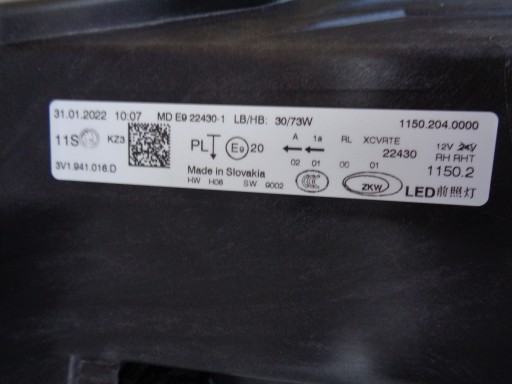 31.01.2022 10:07 MD E9 22430-1 LB/HB: 30/73W 1150.204.0000
11S KZ3 PL E9 20 A 1a RL XCVRTE 12V 24V
22430 RH RHT
02 01 00 01 1150.2
3V1.941.016.D Made in Slovakia
HW H06 SW 9002 CCC ZKW LED前照灯